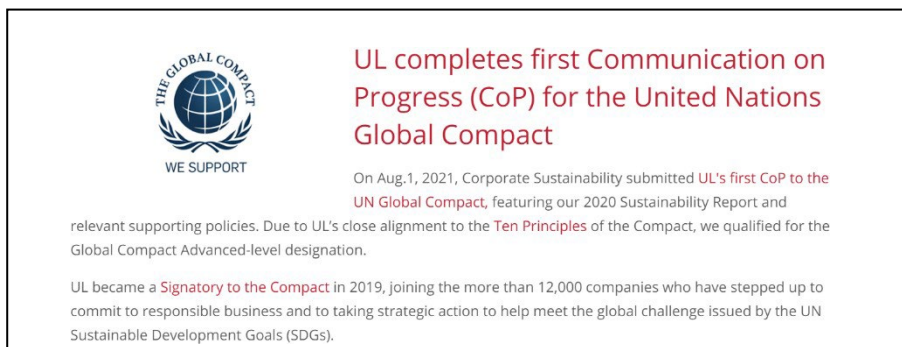 THE GLOBAL COMPACT
WE SUPPORT
UL completes first Communication on
Progress (CoP) for the United Nations
Global Compact
On Aug.1, 2021, Corporate Sustainability submitted UL's first CoP to the
UN Global Compact, featuring our 2020 Sustainability Report and
relevant supporting policies. Due to UL's close alignment to the Ten Principles of the Compact, we qualified for the
Global Compact Advanced-level designation.
UL became a Signatory to the Compact in 2019, joining the more than 12,000 companies who have stepped up to
commit to responsible business and to taking strategic action to help meet the global challenge issued by the UN
Sustainable Development Goals (SDGs).